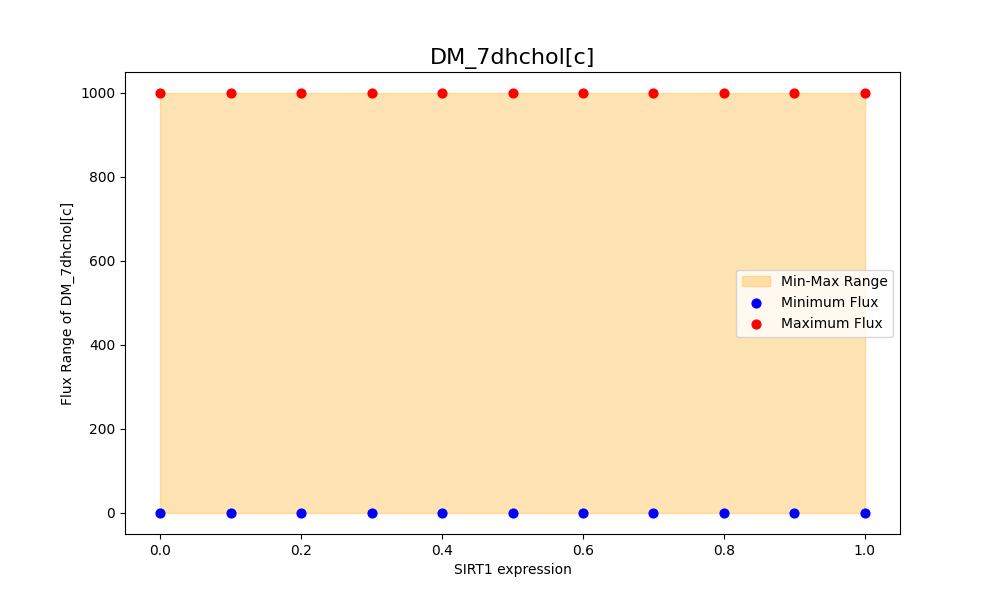 DM_7dhchol[c]
Flux Range of DM_7dhchol[c]
1000
800
600
400
200
0
Min-Max Range
Minimum Flux
Maximum Flux
0.0 0.2 0.4 0.6 0.8 1.0
SIRT1 expression